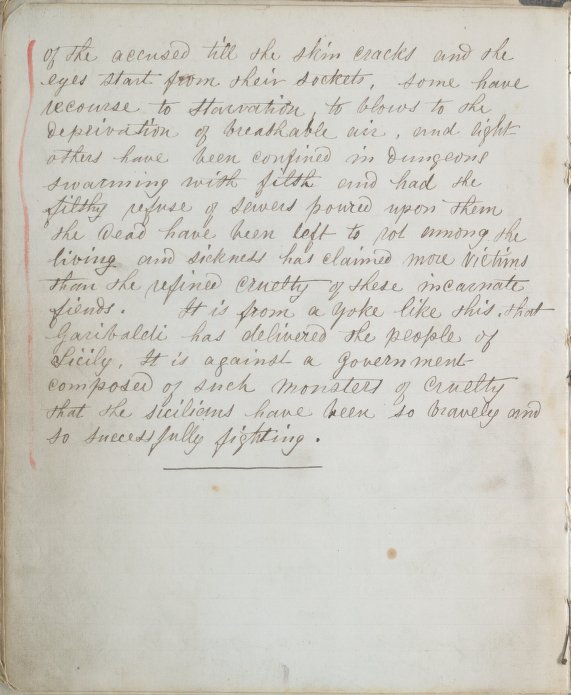 of the accused till the skin cracks and the
eyes start from their sockets, some have
recourse to starvation, to blows to the
deprivation of breathable air, and light
others have been confined in Dungeons
swarming with filth and had the
filthy refuse of sewers poured upon them
the Dead have been left to rot among the
living and sickness has claimed more victims
than the refined cruelty of these incarnate
fiends. It is from a yoke like this, that
Garibaldi has delivered the people of
Sicily, It is against a Government
composed of such monsters of cruelty
that the sicilians have been so bravely and
so successfully fighting.